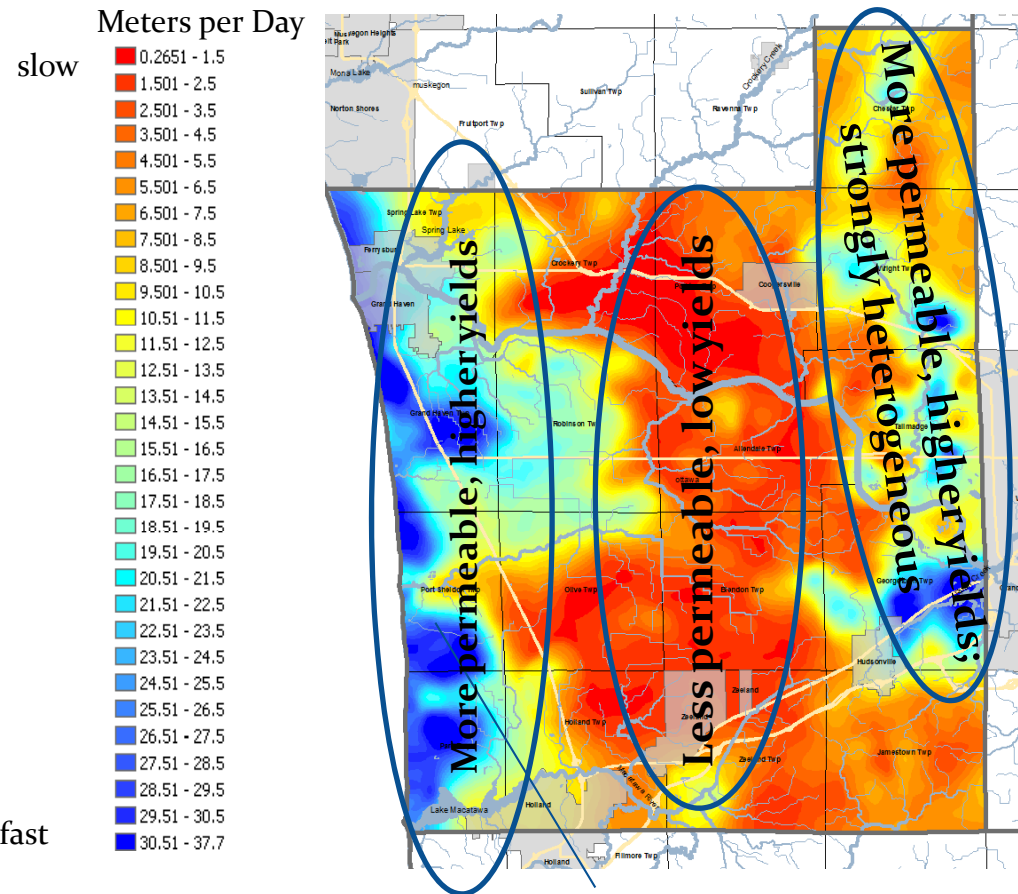 Meters per Day
slow
0.2651 - 1.5
1.501 - 2.5
2.501 - 3.5
3.501 - 4.5
4.501 - 5.5
5.501 - 6.5
6.501 - 7.5
7.501 - 8.5
8.501 - 9.5
9.501 - 10.5
10.51 - 11.5
11.51 - 12.5
12.51 - 13.5
13.51 - 14.5
14.51 - 15.5
15.51 - 16.5
16.51 - 17.5
17.51 - 18.5
18.51 - 19.5
19.51 - 20.5
20.51 - 21.5
21.51 - 22.5
22.51 - 23.5
23.51 - 24.5
24.51 - 25.5
25.51 - 26.5
26.51 - 27.5
27.51 - 28.5
28.51 - 29.5
29.51 - 30.5
30.51 - 37.7
fast
More permeable, higher yields
Less permeable, low yields
More permeable, higher yields;
strongly heterogeneous
Park
Mona Lake
muskegon
Norton Shores
Sullivan Twp
Ravenna Twp
Crockery Creek
Fruitport Twp
Spring Lake Twp
Spring Lake
Crockery Twp
Coopersville
Grand Haven
Grand Haven Twp
Robinson Tw
Allendale Twp
ottawa
Tallmadge
Port Sheldon Twp
Olive Twp
Blendon Twp
Hudsonville
Zeeland
Holland Twp
Zeeland Twp
Jamestown Twp
Lake Macatawa
Holland
Holland
Fillmore Twp